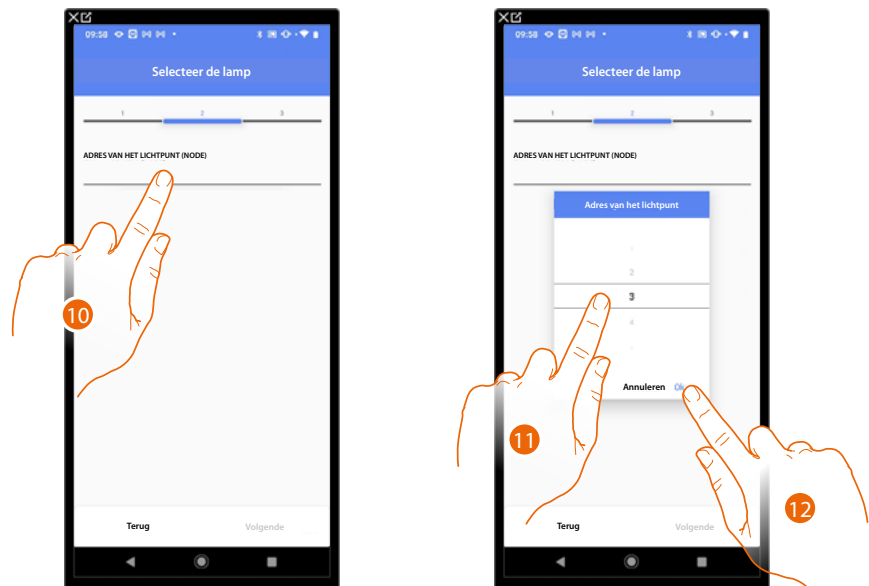 09:58
Selecteer de lamp
1 2 3
ADRES VAN HET LICHTPUNT (NODE)
10
Terug Volgende
09:58
Selecteer de lamp
1 2 3
ADRES VAN HET LICHTPUNT (NODE)
Adres van het lichtpunt
1
2
3
4
Annuleren Ok
11
12
Terug Volgende